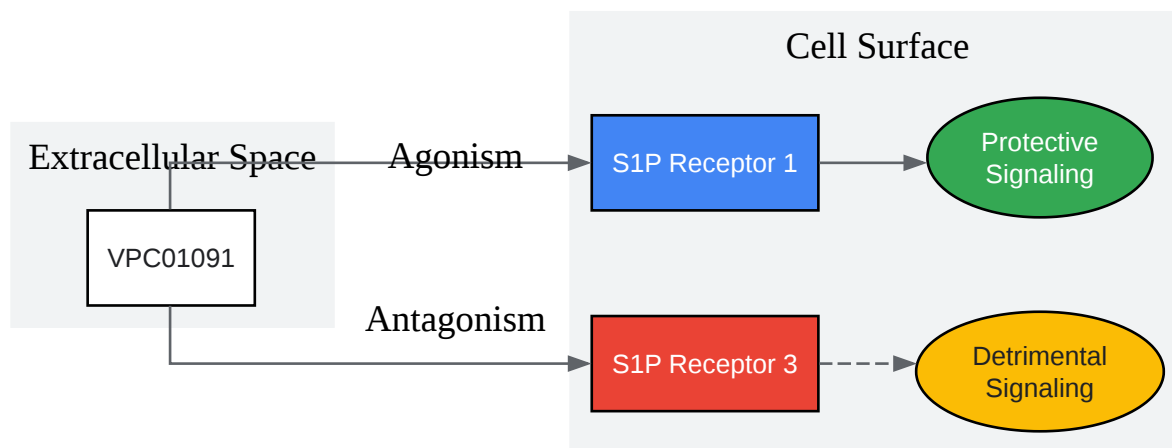 Cell Surface
Extracellular Space
Agonism
S1P Receptor 1
Protective
Signaling
VPC01091
Antagonism
S1P Receptor 3
Detrimental
Signaling